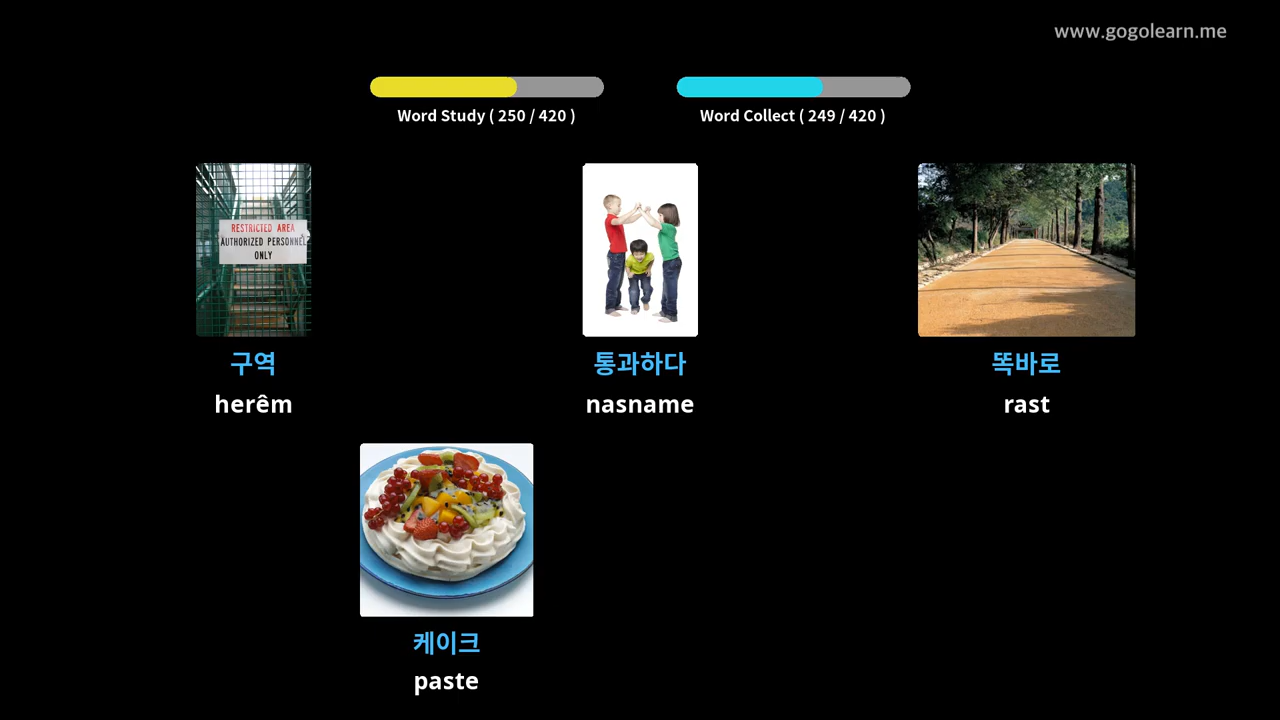 www.gogolearn.me
Word Study ( 250 / 420 )
Word Collect ( 249 / 420 )
RESTRICTED AREA
AUTHORIZED PERSONNEL
ONLY
구역
herêm
통과하다
nasname
똑바로
rast
케이크
paste